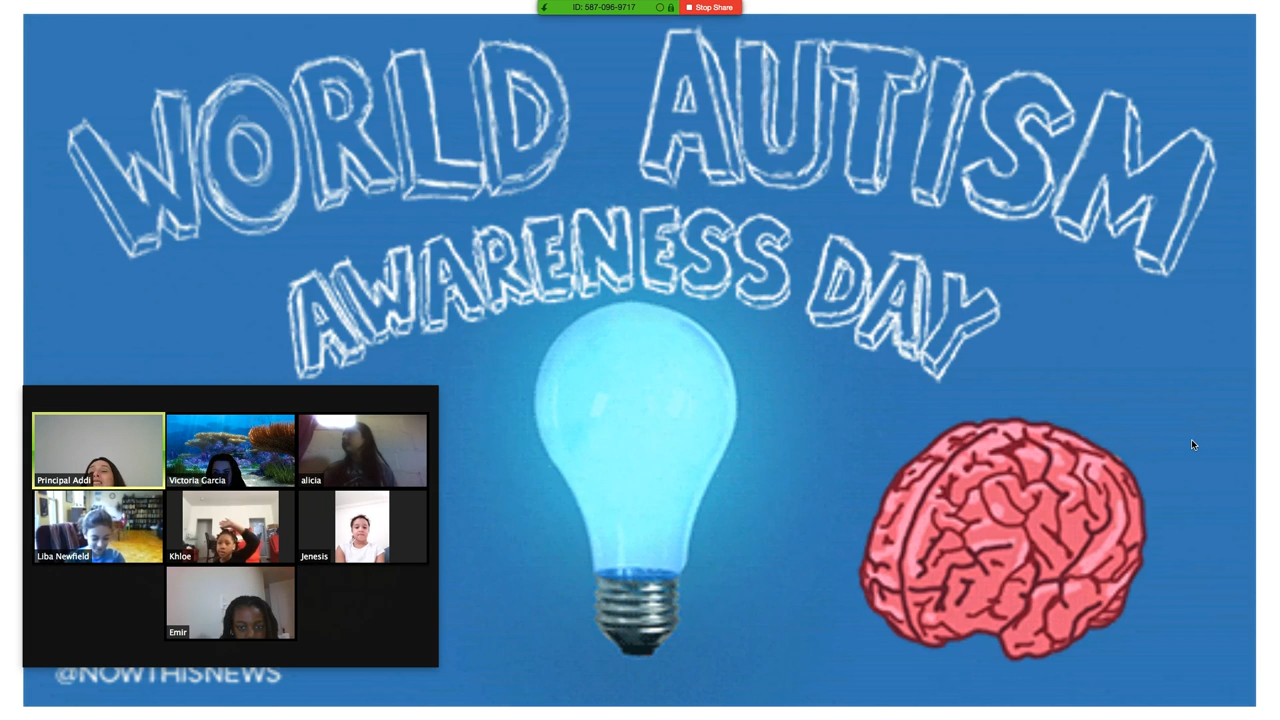 ID: 587-096-9717
Stop Share
WORLD AUTISM
AWARENESS DAY
Principal Addi
Victoria Garcia
alicia
Liba Newfield
Khloe
Jenesis
Emir
@NOWTHISNEWS